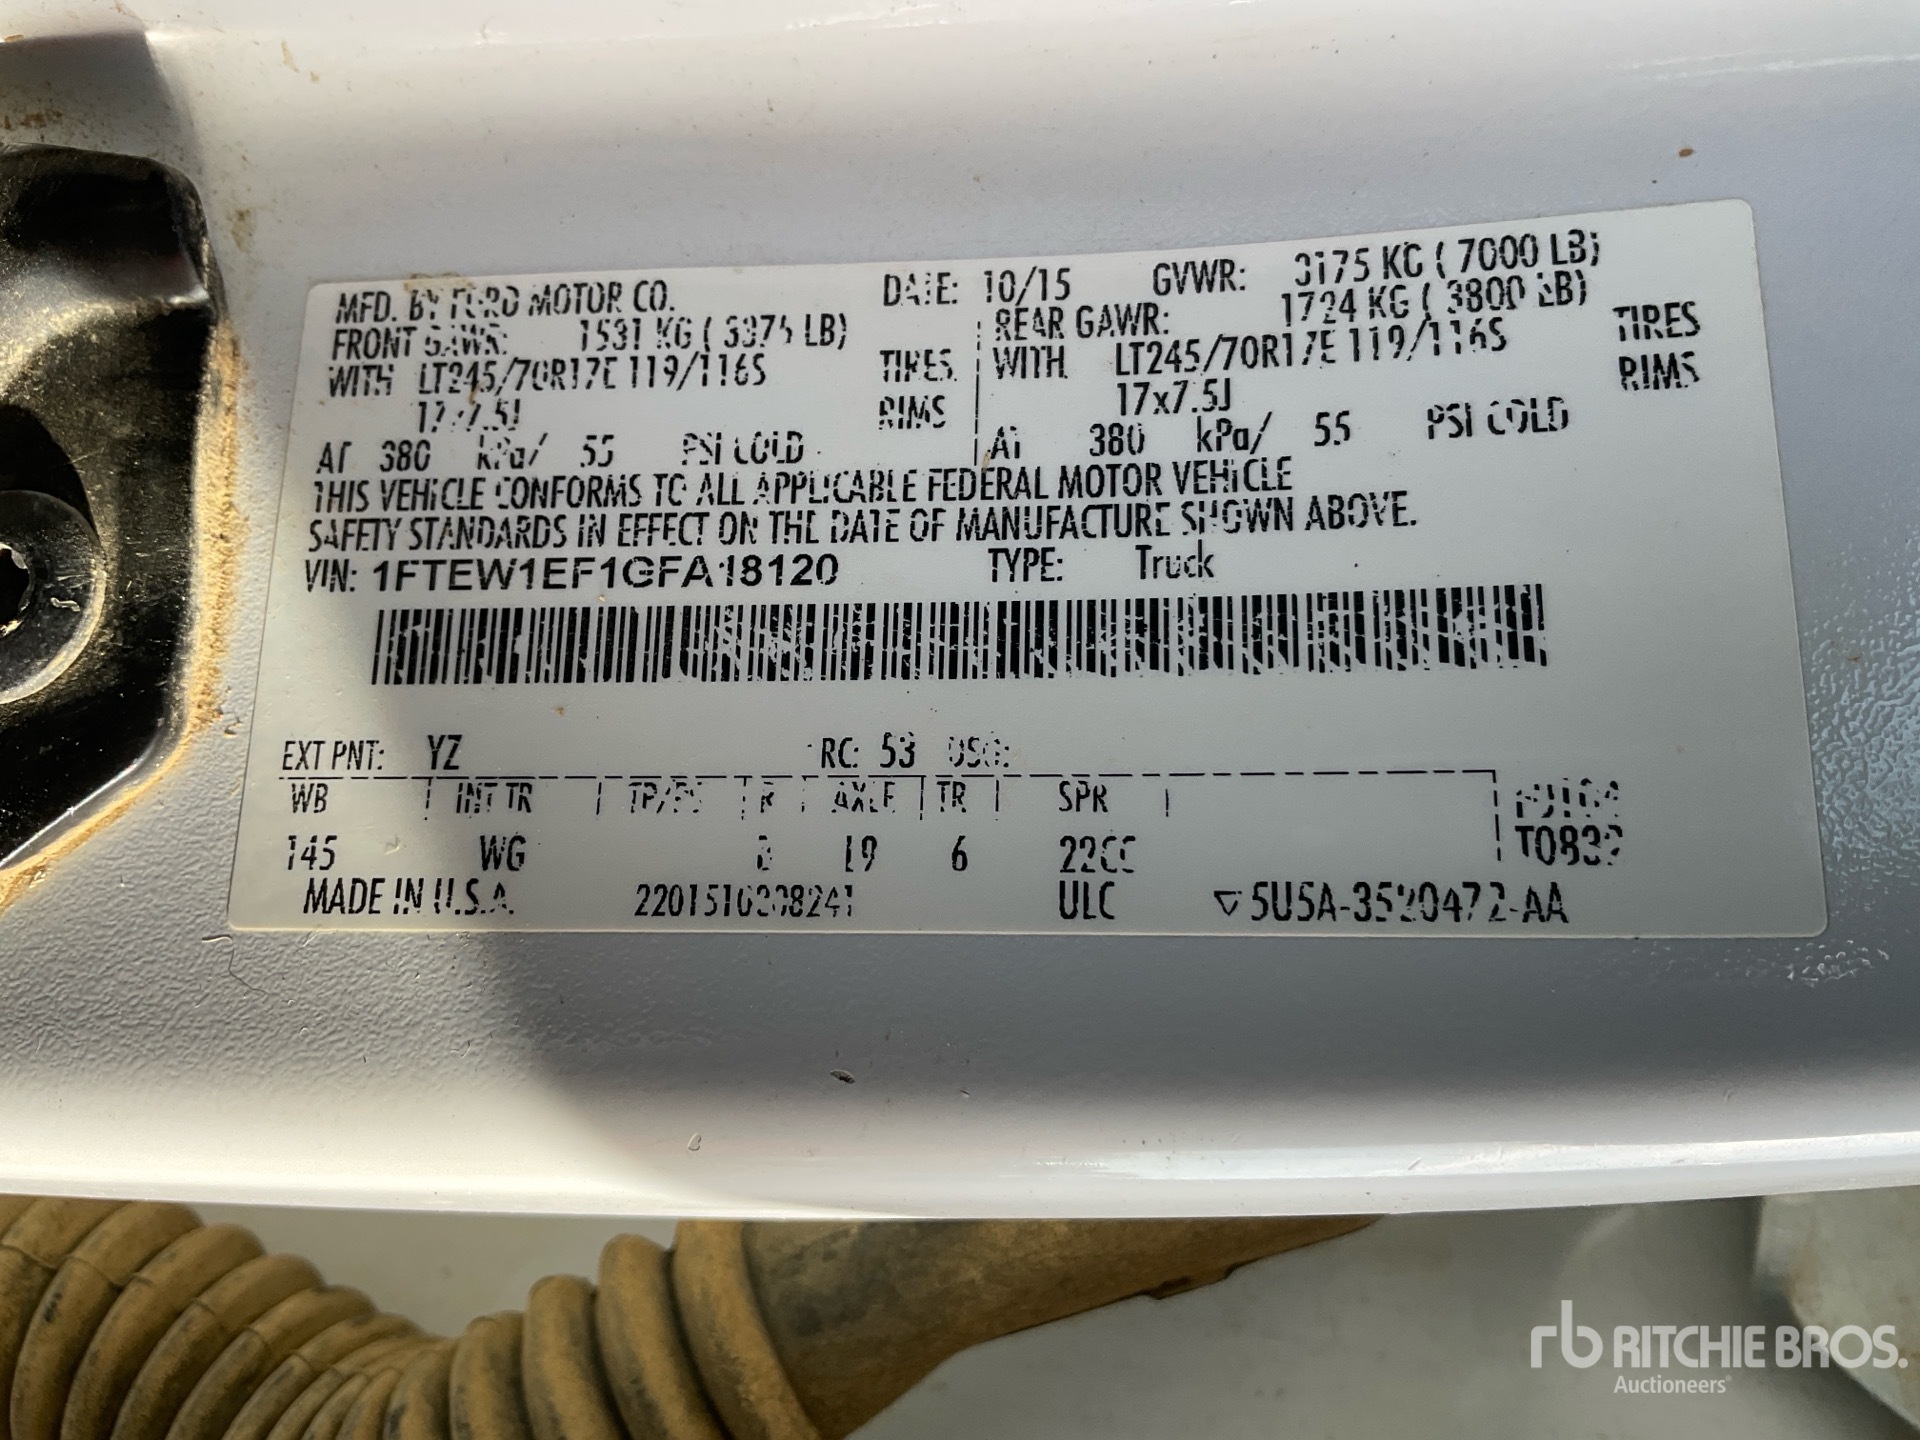 MFD. BY FORD MOTOR CO. DATE: 10/15 GVWR: 3175 KG ( 7000 LB)
FRONT GAWR: 1531 KG ( 3375 LB) REAR GAWR: 1724 KG ( 3800 LB)
WITH LT245/70R17E 119/116S TIRES WITH LT245/70R17E 119/116S TIRES
17x7.5J RIMS 17x7.5J RIMS
AT 380 kPa/ 55 PSI COLD AT 380 kPa/ 55 PSI COLD
THIS VEHICLE CONFORMS TO ALL APPLICABLE FEDERAL MOTOR VEHICLE
SAFETY STANDARDS IN EFFECT ON THE DATE OF MANUFACTURE SHOWN ABOVE.
VIN: 1FTEW1EF1GFA18120 TYPE: Truck
EXT PNT: YZ RC: 53 DSO:
WB INT TR TP/PS R AXLE TR SPR
145 WG 19 6
MADE IN U.S.A. ULC 5U5A-3520472-AA
rb RITCHIE BROS.
Auctioneers